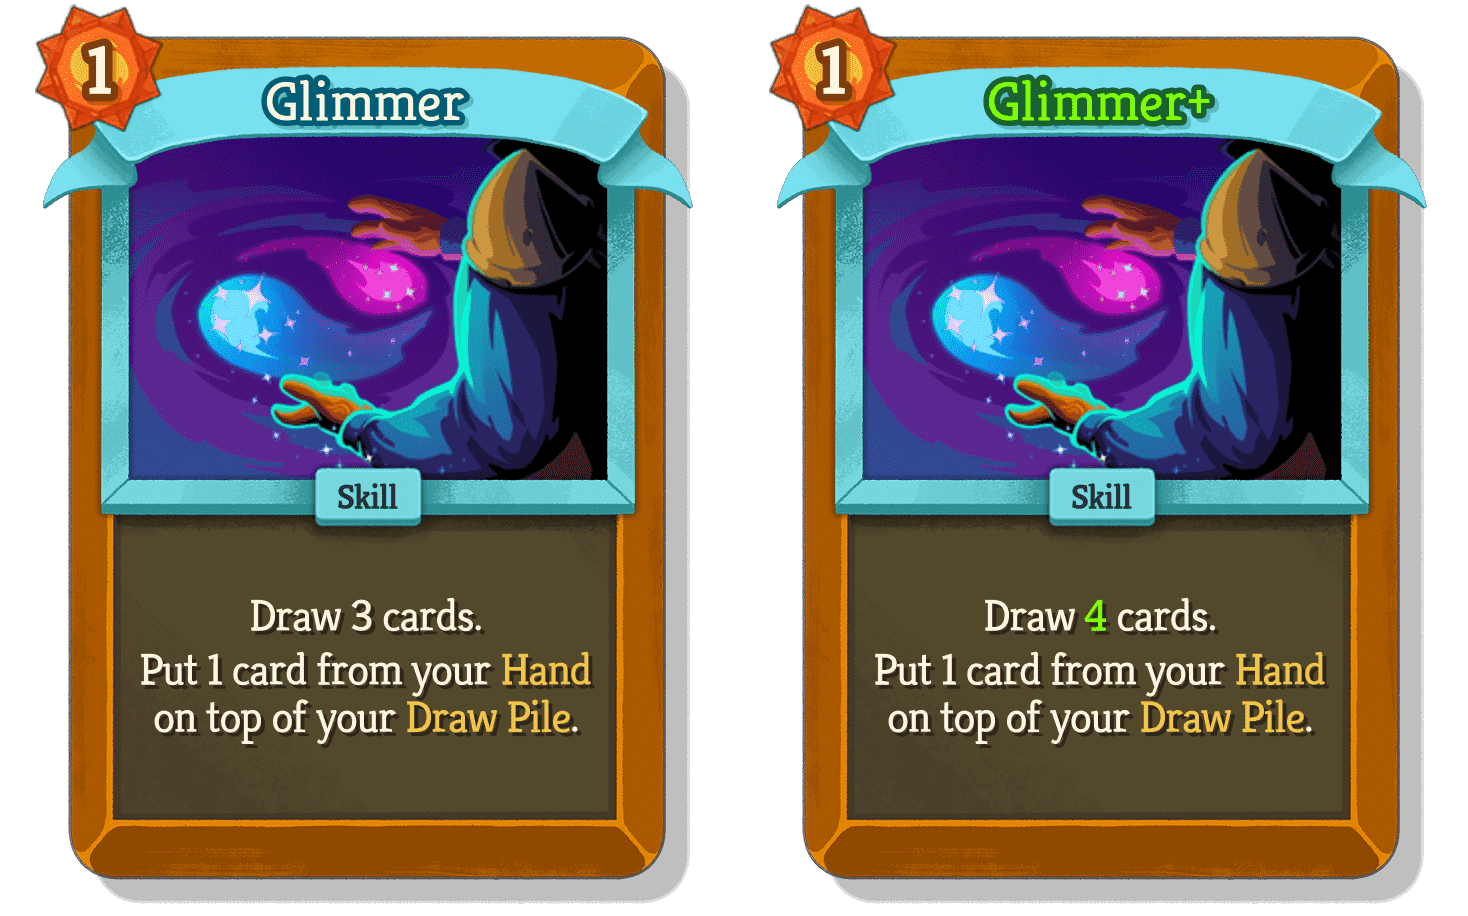 1
Glimmer
Skill
Draw 3 cards.
Put 1 card from your Hand
on top of your Draw Pile.
1
Glimmer+
Skill
Draw 4 cards.
Put 1 card from your Hand
on top of your Draw Pile.